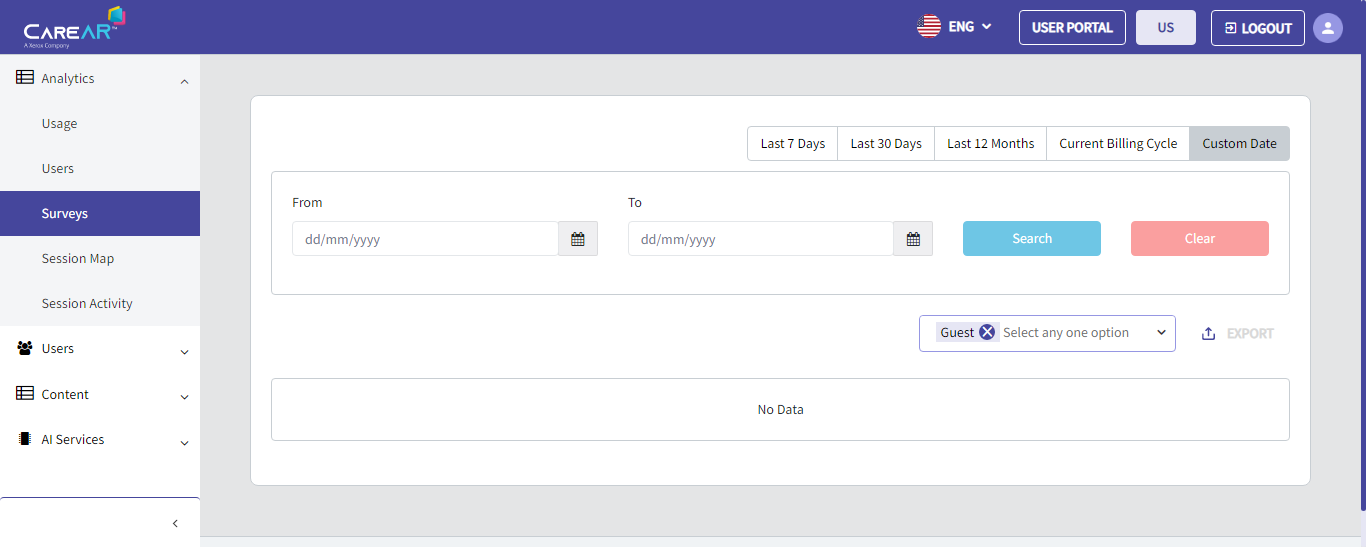 CAREAR™
A Xerox Company
ENG
USER PORTAL
US
LOGOUT
Analytics
Usage
Users
Surveys
Session Map
Session Activity
Users
Content
AI Services
Last 7 Days
Last 30 Days
Last 12 Months
Current Billing Cycle
Custom Date
From
To
dd/mm/yyyy
dd/mm/yyyy
Search
Clear
Guest
Select any one option
EXPORT
No Data